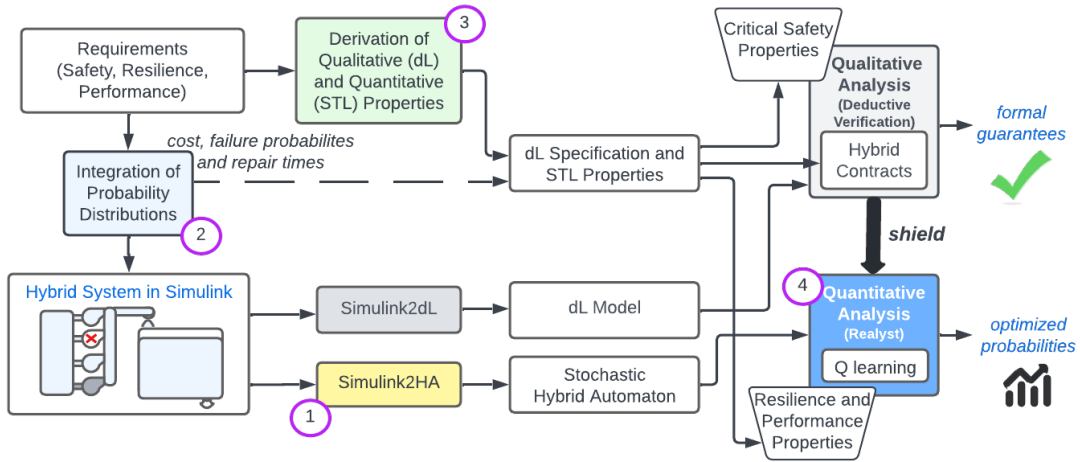 Requirements
(Safety, Resilience,
Performance)
3
Derivation of
Qualitative (dL)
and Quantitative
(STL) Properties
Critical Safety
Properties
Qualitative
Analysis
(Deductive
Verification)
Hybrid
Contracts
formal
guarantees
cost, failure probabilites
and repair times
Integration of
Probability
Distributions
2
dL Specification and
STL Properties
shield
Hybrid System in Simulink
Simulink2dL
dL Model
4
Quantitative
Analysis
(Realyst)
Q learning
optimized
probabilities
Simulink2HA
1
Stochastic
Hybrid Automaton
Resilience and
Performance
Properties